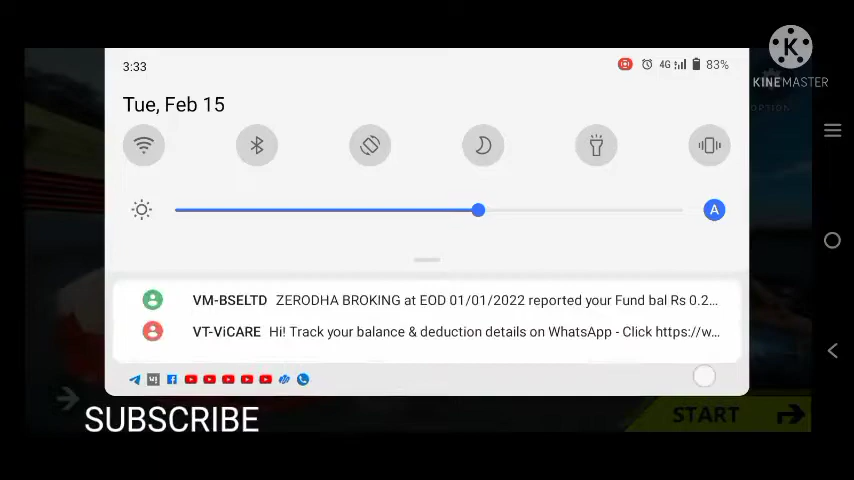 3:33
4G
83%
KINEMASTER
Tue, Feb 15
OPTION
A
VM-BSELTD ZERODHA BROKING at EOD 01/01/2022 reported your Fund bal Rs 0.2...
VT-ViCARE Hi! Track your balance & deduction details on WhatsApp - Click https://w...
SUBSCRIBE
START